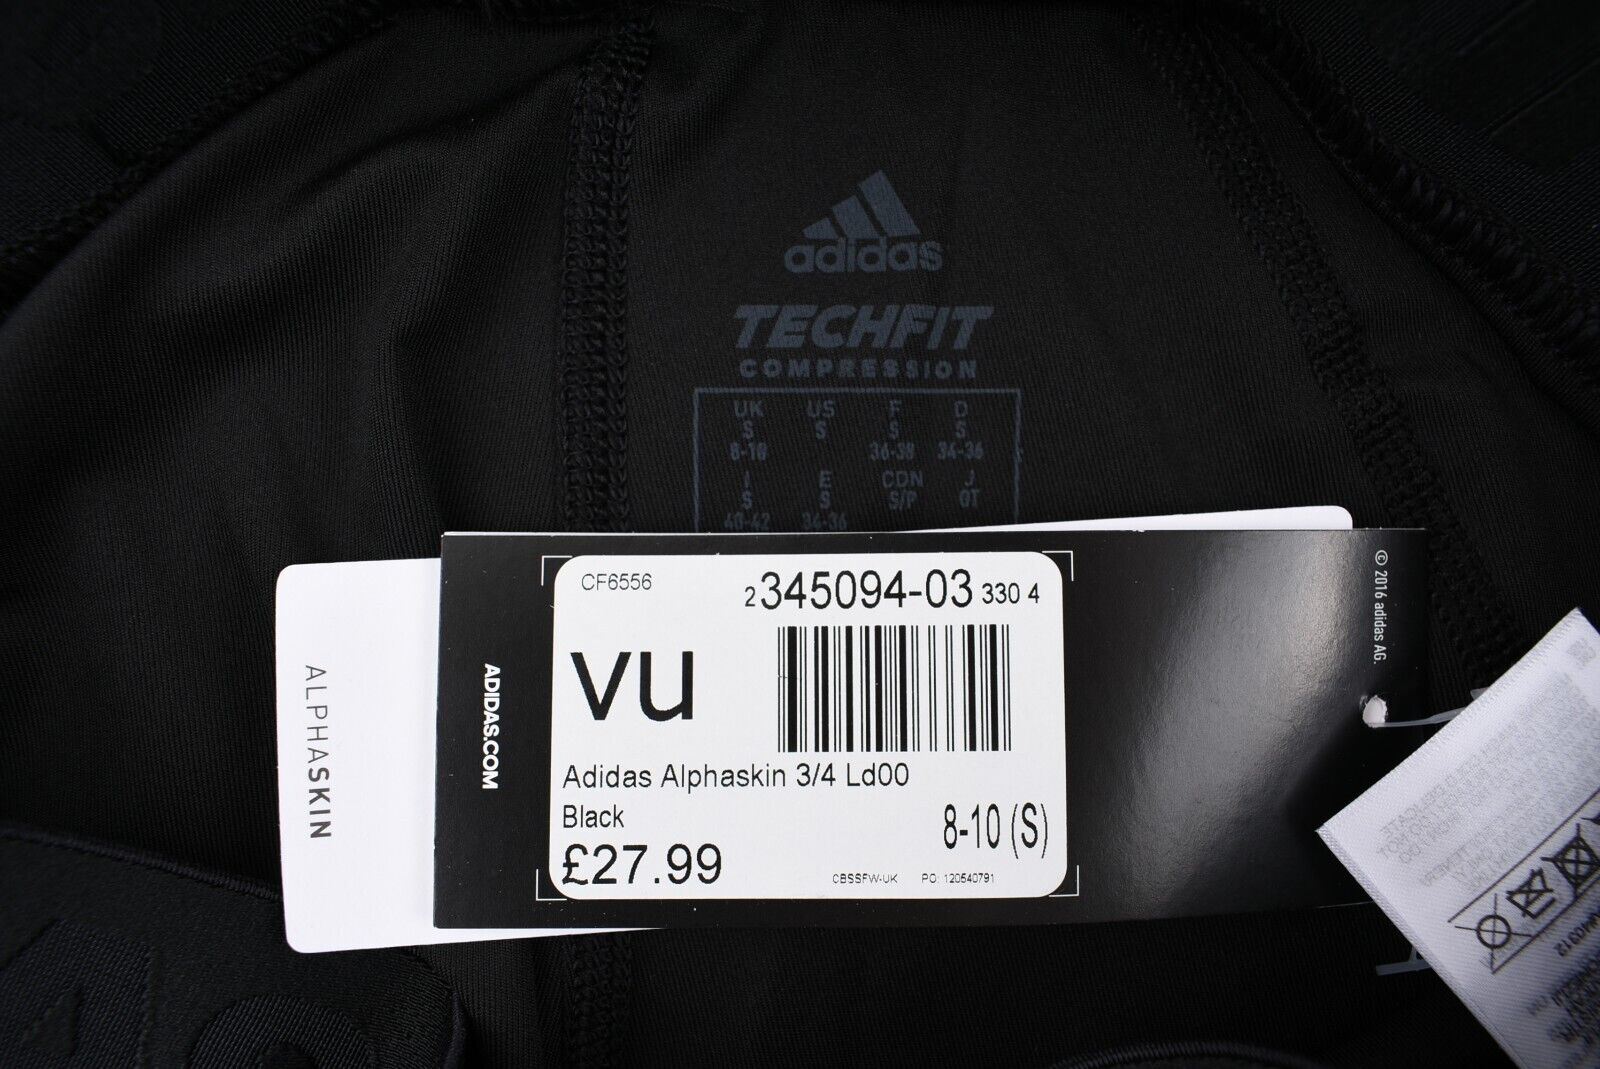 adidas
TECHFIT
COMPRESSION
UK US F D
S S S S
8-10 36-38 34-36
I E CDN J
S S S/P OT
40-42 34-36
CF6556
2345094-03 330 4
vu
Adidas Alphaskin 3/4 Ld00
Black
8-10 (S)
£27.99
CBSSFW-UK PO: 120540791
ADIDAS.COM
ALPHASKIN
© 2016 adidas AG.